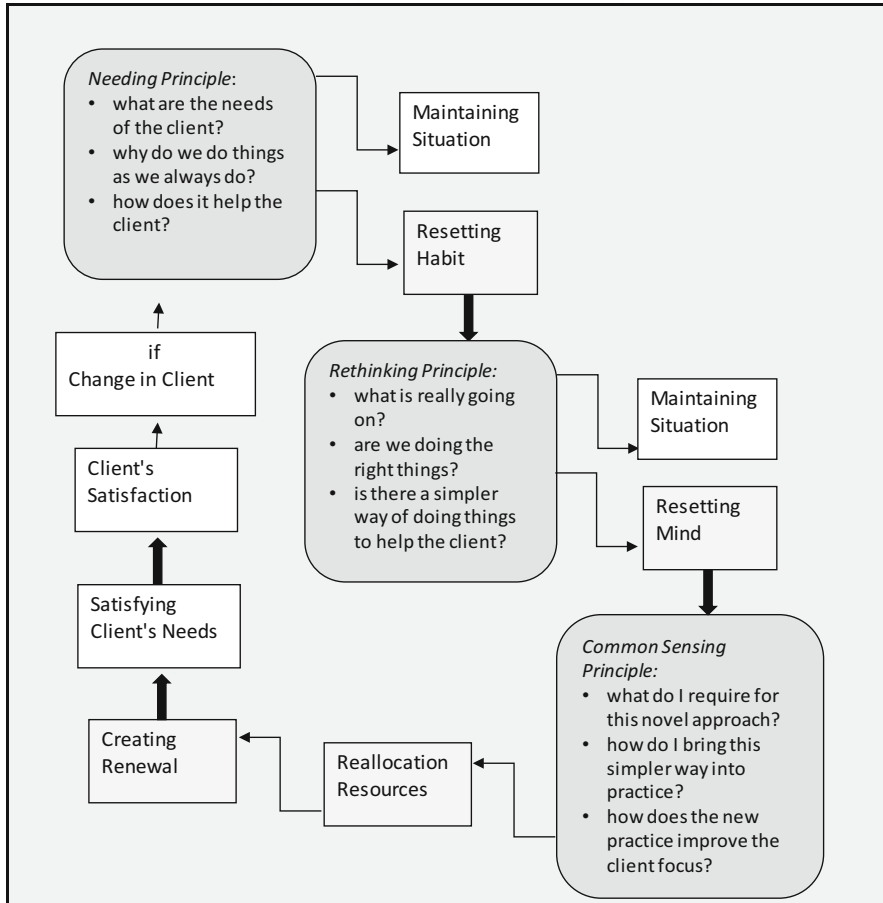 Needing Principle:
• what are the needs
of the client?
• why do we do things
as we always do?
• how does it help the
client?
Maintaining
Situation
Resetting
Habit
Rethinking Principle:
• what is really going
on?
• are we doing the
right things?
• is there a simpler
way of doing things
to help the client?
Maintaining
Situation
Resetting
Mind
Common Sensing
Principle:
• what do I require for
this novel approach?
• how do I bring this
simpler way into
practice?
• how does the new
practice improve the
client focus?
Reallocation
Resources
Creating
Renewal
Satisfying
Client's Needs
Client's
Satisfaction
if
Change in Client